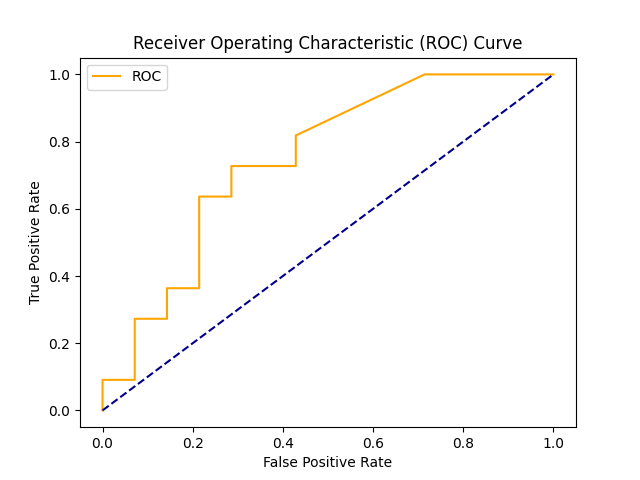 Receiver Operating Characteristic (ROC) Curve
ROC
1.0
0.8
0.6
0.4
0.2
0.0
True Positive Rate
0.0 0.2 0.4 0.6 0.8 1.0
False Positive Rate